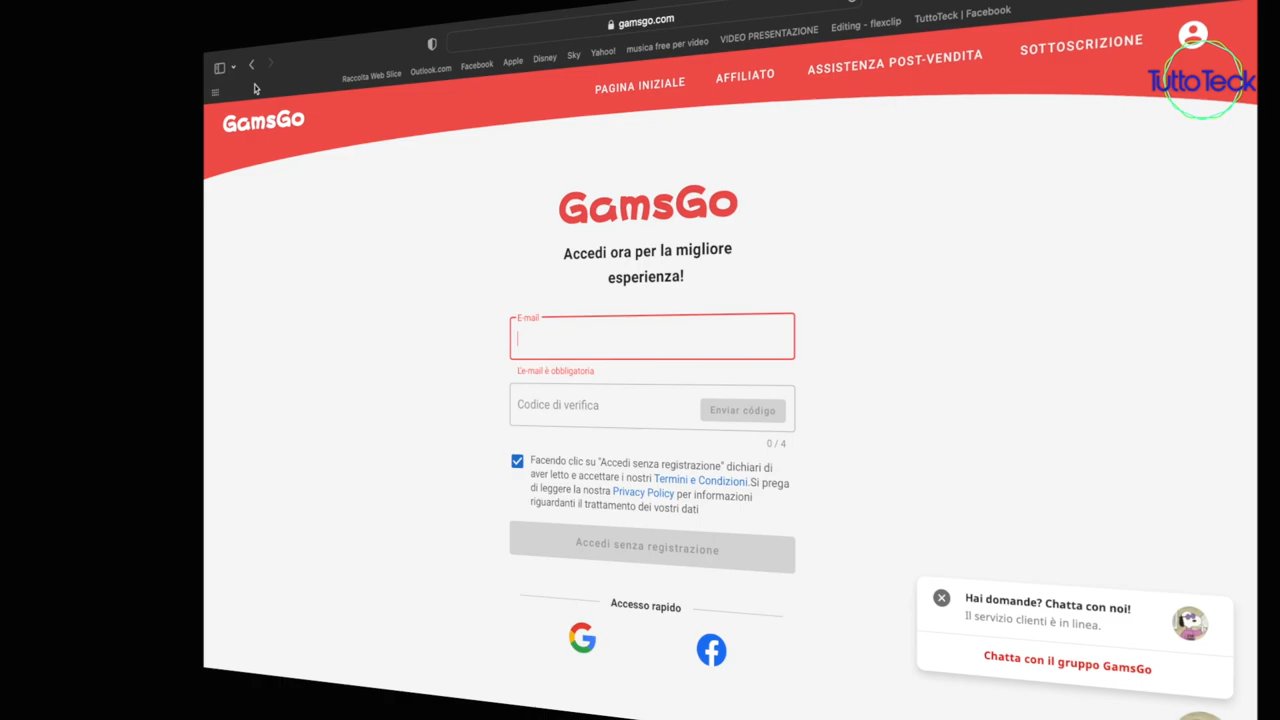 gamsgo.com
Raccolta Web Slice Outlook.com Facebook Apple Disney Sky Yahoo! musica free per video VIDEO PRESENTAZIONE Editing - flexclip TuttoTeck | Facebook
GamsGo
PAGINA INIZIALE AFFILIATO ASSISTENZA POST-VENDITA SOTTOSCRIZIONE
TuttoTeck
GamsGo
Accedi ora per la migliore
esperienza!
E-mail
L'e-mail è obbligatoria
Codice di verifica Enviar código
0 / 4
Facendo clic su "Accedi senza registrazione" dichiari di
aver letto e accettare i nostri Termini e Condizioni.Si prega
di leggere la nostra Privacy Policy per informazioni
riguardanti il trattamento dei vostri dati
Accedi senza registrazione
Accesso rapido
Hai domande? Chatta con noi!
Il servizio clienti è in linea.
Chatta con il gruppo GamsGo